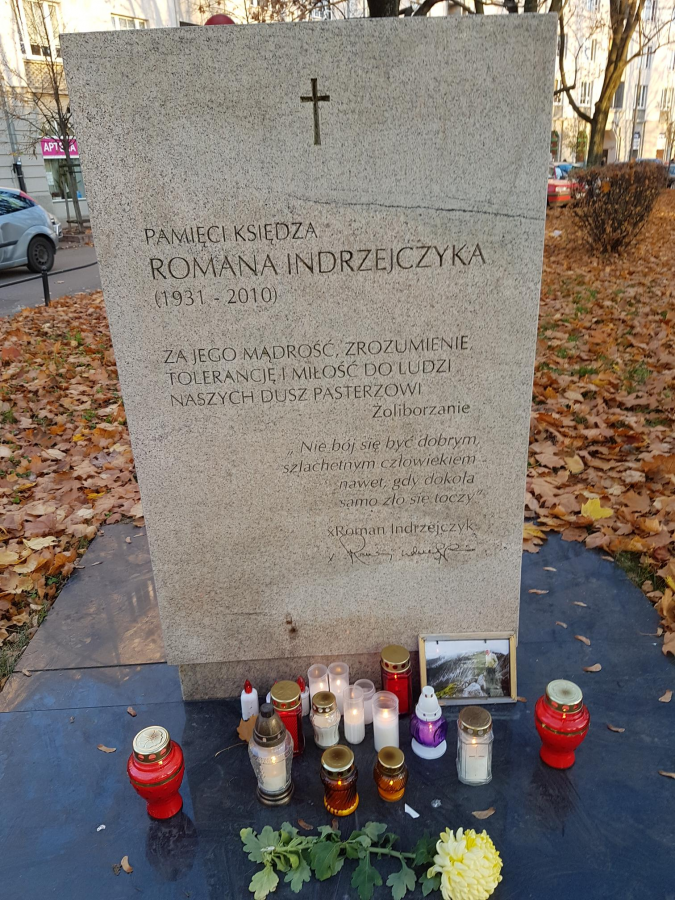 APTEKA
PAMIĘCI KSIĘDZA
ROMANA INDRZEJCZYKA
(1931 - 2010)
ZA JEGO MĄDROŚĆ, ZROZUMIENIE
TOLERANCJĘ I MIŁOŚĆ DO LUDZI
NASZYCH DUSZ PASTERZOWI
Żoliborzanie
„Nie bój się być dobrym,
szlachetnym człowiekiem -
nawet, gdy dokoła
samo zło się toczy"
xRoman Indrzejczyk